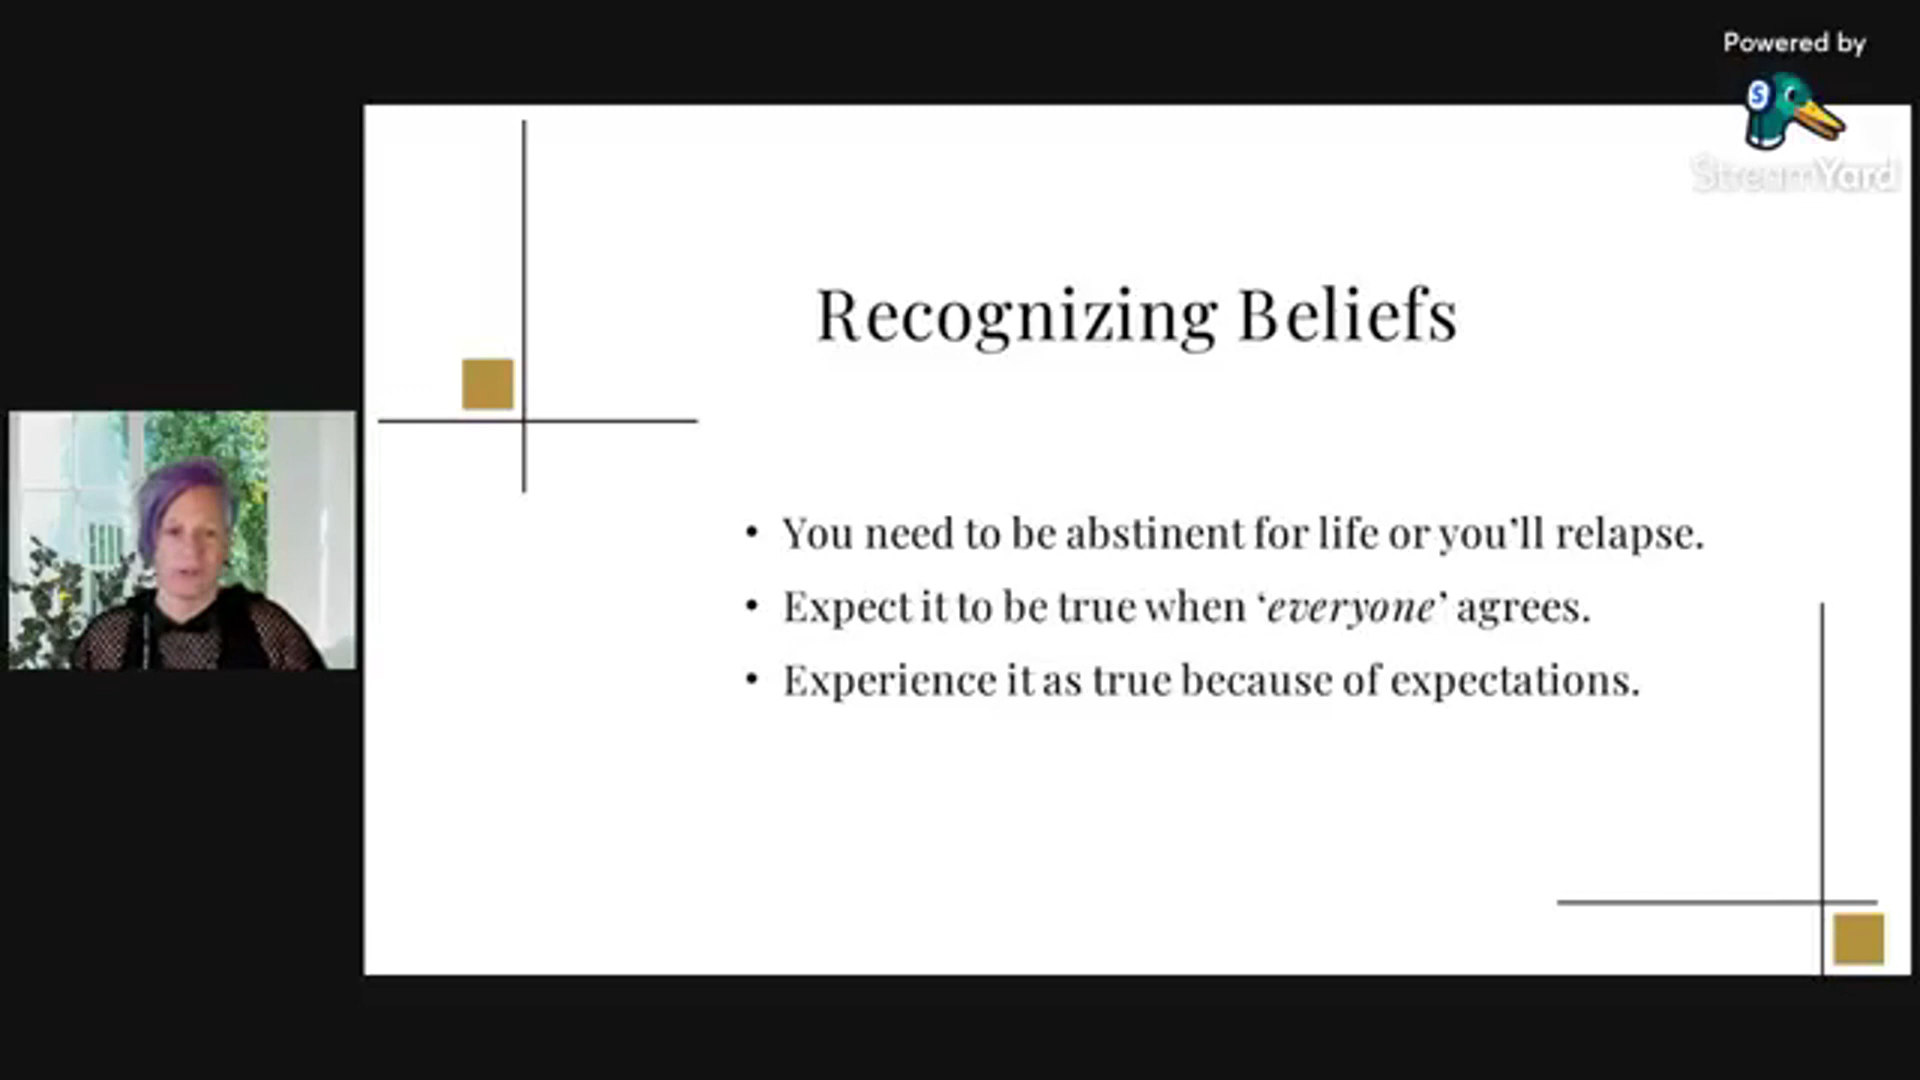 Powered by
S
StreamYard
Recognizing Beliefs
• You need to be abstinent for life or you’ll relapse.
• Expect it to be true when ‘everyone’ agrees.
• Experience it as true because of expectations.